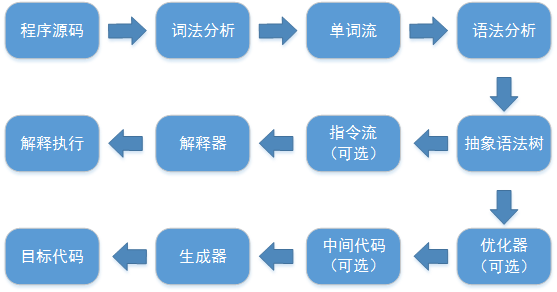 程序源码
词法分析
单词流
语法分析
解释执行
解释器
指令流
（可选）
抽象语法树
目标代码
生成器
中间代码
（可选）
优化器
（可选）